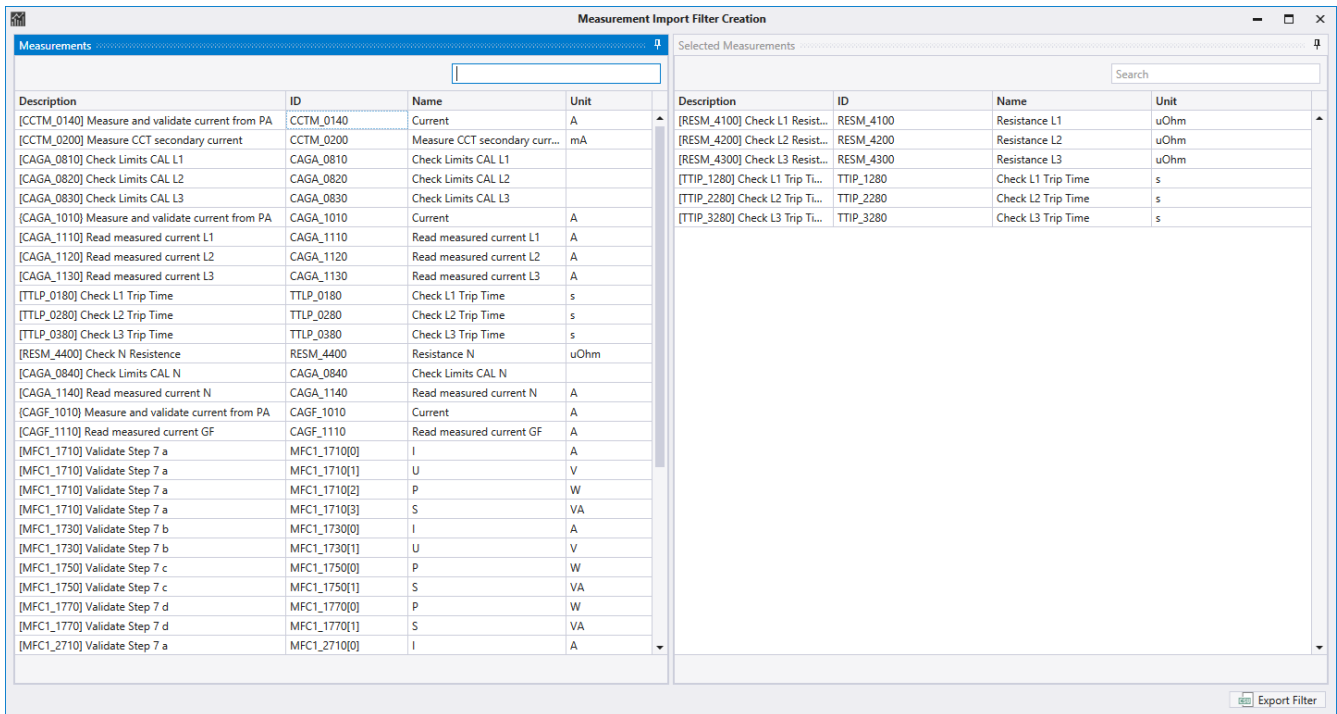 Measurement Import Filter Creation
Measurements
Description ID Name Unit
[CCTM_0140] Measure and validate current from PA CCTM_0140 Current A
[CCTM_0200] Measure CCT secondary current CCTM_0200 Measure CCT secondary curr... mA
[CAGA_0810] Check Limits CAL L1 CAGA_0810 Check Limits CAL L1
[CAGA_0820] Check Limits CAL L2 CAGA_0820 Check Limits CAL L2
[CAGA_0830] Check Limits CAL L3 CAGA_0830 Check Limits CAL L3
{CAGA_1010} Measure and validate current from PA CAGA_1010 Current A
[CAGA_1110] Read measured current L1 CAGA_1110 Read measured current L1 A
[CAGA_1120] Read measured current L2 CAGA_1120 Read measured current L2 A
[CAGA_1130] Read measured current L3 CAGA_1130 Read measured current L3 A
[TTLP_0180] Check L1 Trip Time TTLP_0180 Check L1 Trip Time s
[TTLP_0280] Check L2 Trip Time TTLP_0280 Check L2 Trip Time s
[TTLP_0380] Check L3 Trip Time TTLP_0380 Check L3 Trip Time s
[RESM_4400] Check N Resistence RESM_4400 Resistance N uOhm
[CAGA_0840] Check Limits CAL N CAGA_0840 Check Limits CAL N
[CAGA_1140] Read measured current N CAGA_1140 Read measured current N A
{CAGF_1010} Measure and validate current from PA CAGF_1010 Current A
[CAGF_1110] Read measured current GF CAGF_1110 Read measured current GF A
[MFC1_1710] Validate Step 7 a MFC1_1710[0] I A
[MFC1_1710] Validate Step 7 a MFC1_1710[1] U V
[MFC1_1710] Validate Step 7 a MFC1_1710[2] P W
[MFC1_1710] Validate Step 7 a MFC1_1710[3] S VA
[MFC1_1730] Validate Step 7 b MFC1_1730[0] I A
[MFC1_1730] Validate Step 7 b MFC1_1730[1] U V
[MFC1_1750] Validate Step 7 c MFC1_1750[0] P W
[MFC1_1750] Validate Step 7 c MFC1_1750[1] S VA
[MFC1_1770] Validate Step 7 d MFC1_1770[0] P W
[MFC1_1770] Validate Step 7 d MFC1_1770[1] S VA
[MFC1_2710] Validate Step 7 a MFC1_2710[0] I A
Selected Measurements
Search
Description ID Name Unit
[RESM_4100] Check L1 Resist... RESM_4100 Resistance L1 uOhm
[RESM_4200] Check L2 Resist... RESM_4200 Resistance L2 uOhm
[RESM_4300] Check L3 Resist... RESM_4300 Resistance L3 uOhm
[TTIP_1280] Check L1 Trip Ti... TTIP_1280 Check L1 Trip Time s
[TTIP_2280] Check L2 Trip Ti... TTIP_2280 Check L2 Trip Time s
[TTIP_3280] Check L3 Trip Ti... TTIP_3280 Check L3 Trip Time s
Export Filter